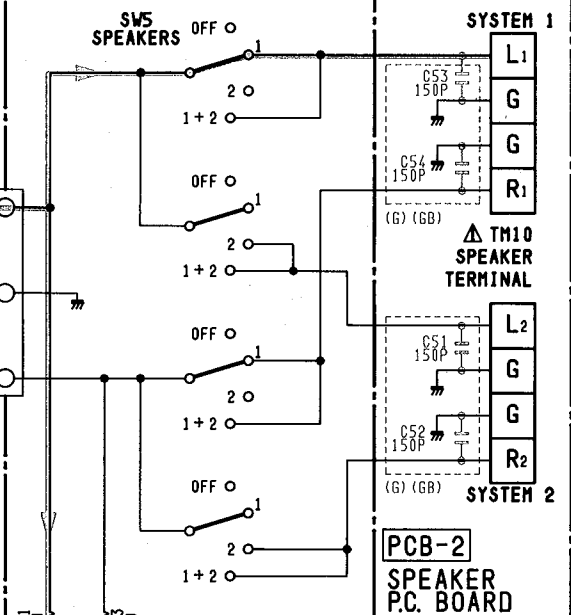 SW5
SPEAKERS
OFF
1
2
1+2
OFF
1
2
1+2
OFF
1
2
1+2
OFF
1
2
1+2
SYSTEM 1
L1
G
G
R1
C53
150P
C54
150P
(G) (GB)
⚠ TM10
SPEAKER
TERMINAL
L2
G
G
R2
C51
150P
C52
150P
(G) (GB)
SYSTEM 2
PCB-2
SPEAKER
P.C. BOARD